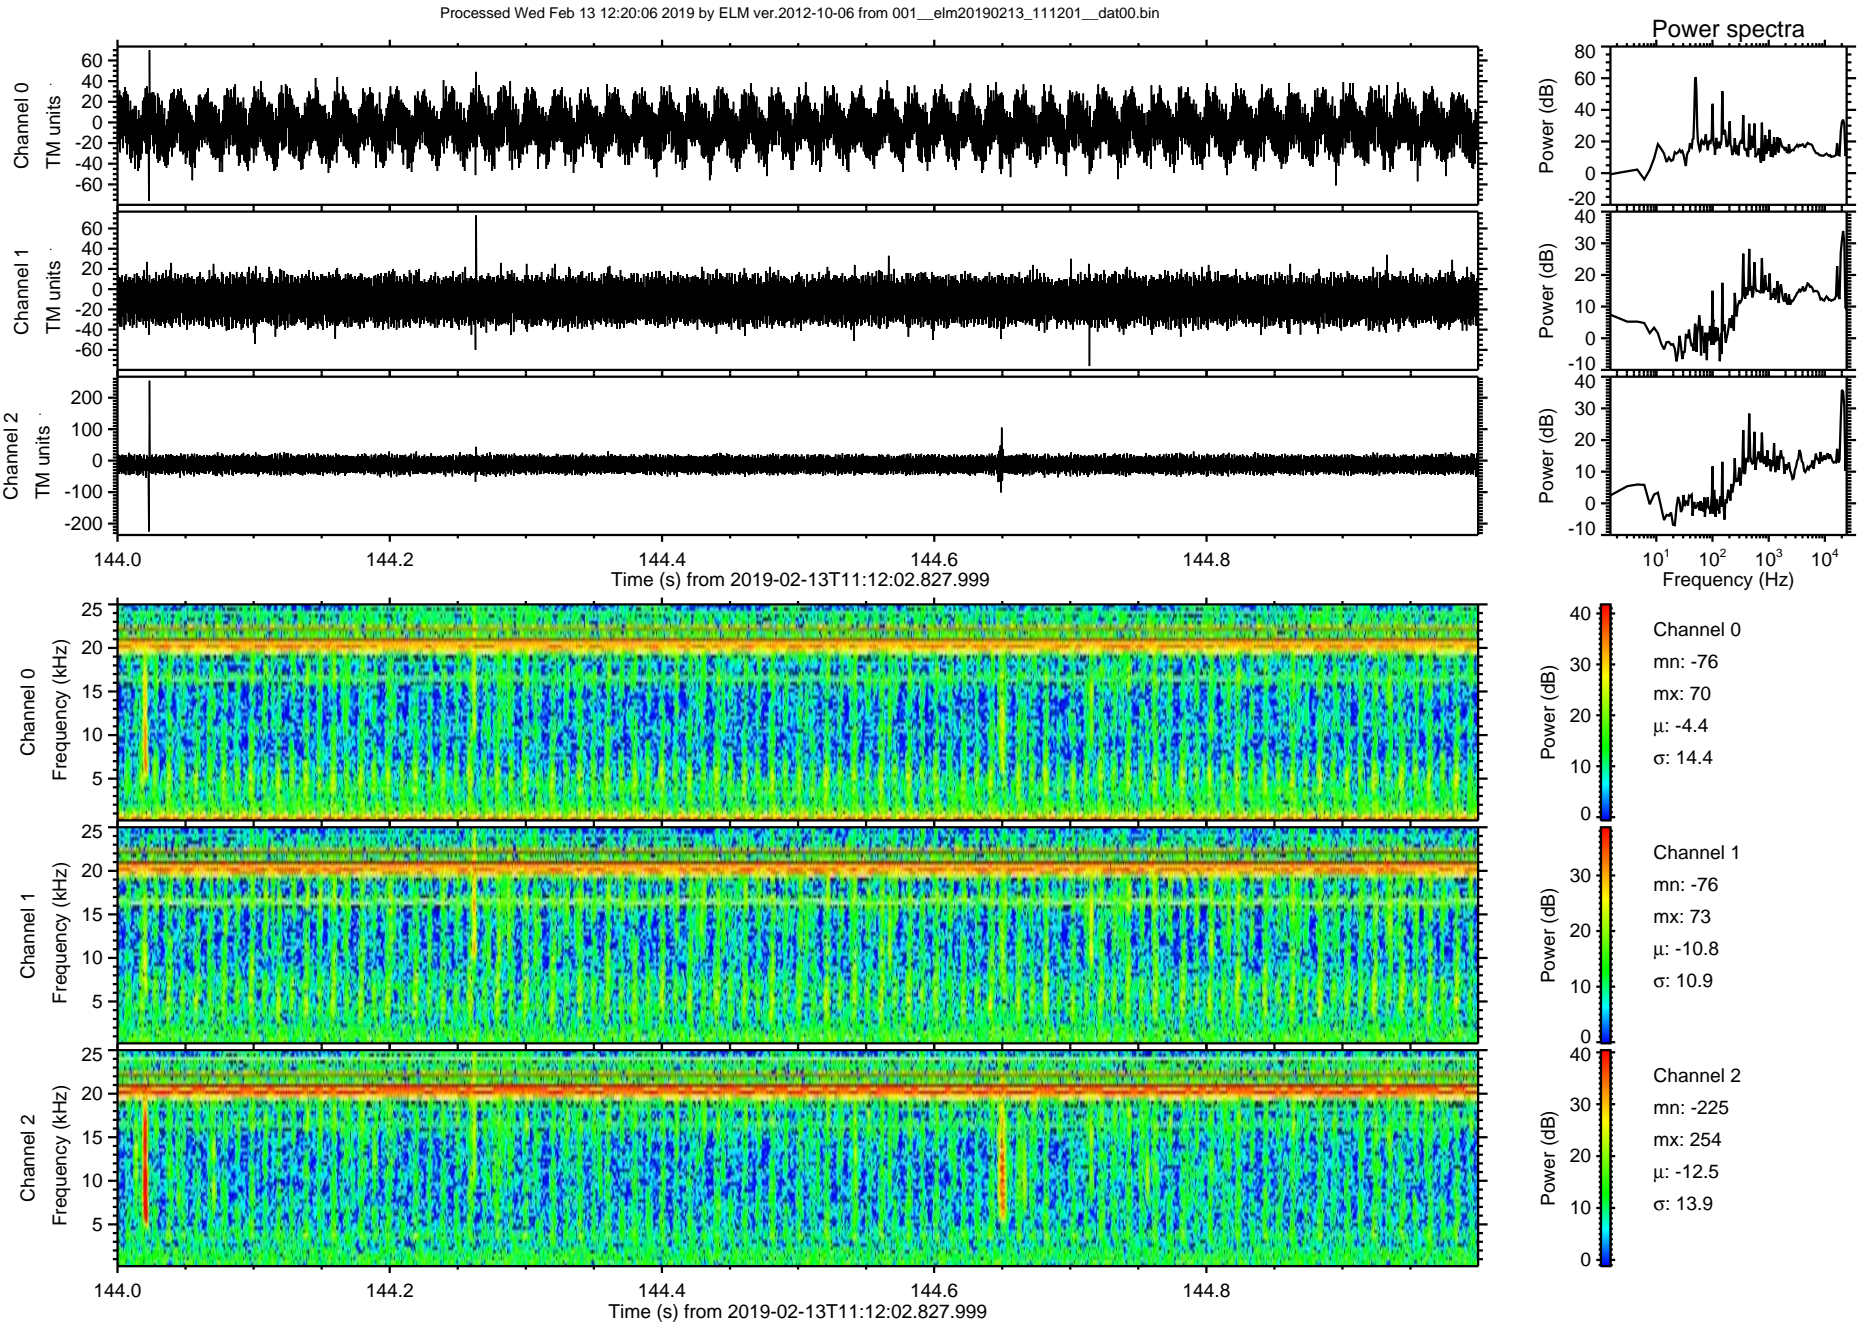 Processed Wed Feb 13 12:20:06 2019 by ELM ver.2012-10-06 from 001__elm20190213_111201__dat00.bin
Power spectra
Channel 0
TM units
60
40
20
0
-20
-40
-60
Power (dB)
80
60
40
20
0
-20
Channel 1
TM units
60
40
20
0
-20
-40
-60
Power (dB)
40
30
20
10
0
-10
Channel 2
TM units
200
100
0
-100
-200
Power (dB)
40
30
20
10
0
-10
144.0 144.2 144.4 144.6 144.8
Time (s) from 2019-02-13T11:12:02.827.999
10^1 10^2 10^3 10^4
Frequency (Hz)
Channel 0
Frequency (kHz)
25
20
15
10
5
Power (dB)
40
30
20
10
0
Channel 0
mn: -76
mx: 70
μ: -4.4
σ: 14.4
Channel 1
Frequency (kHz)
25
20
15
10
5
Power (dB)
30
20
10
0
Channel 1
mn: -76
mx: 73
μ: -10.8
σ: 10.9
Channel 2
Frequency (kHz)
25
20
15
10
5
Power (dB)
40
30
20
10
0
Channel 2
mn: -225
mx: 254
μ: -12.5
σ: 13.9
144.0 144.2 144.4 144.6 144.8
Time (s) from 2019-02-13T11:12:02.827.999